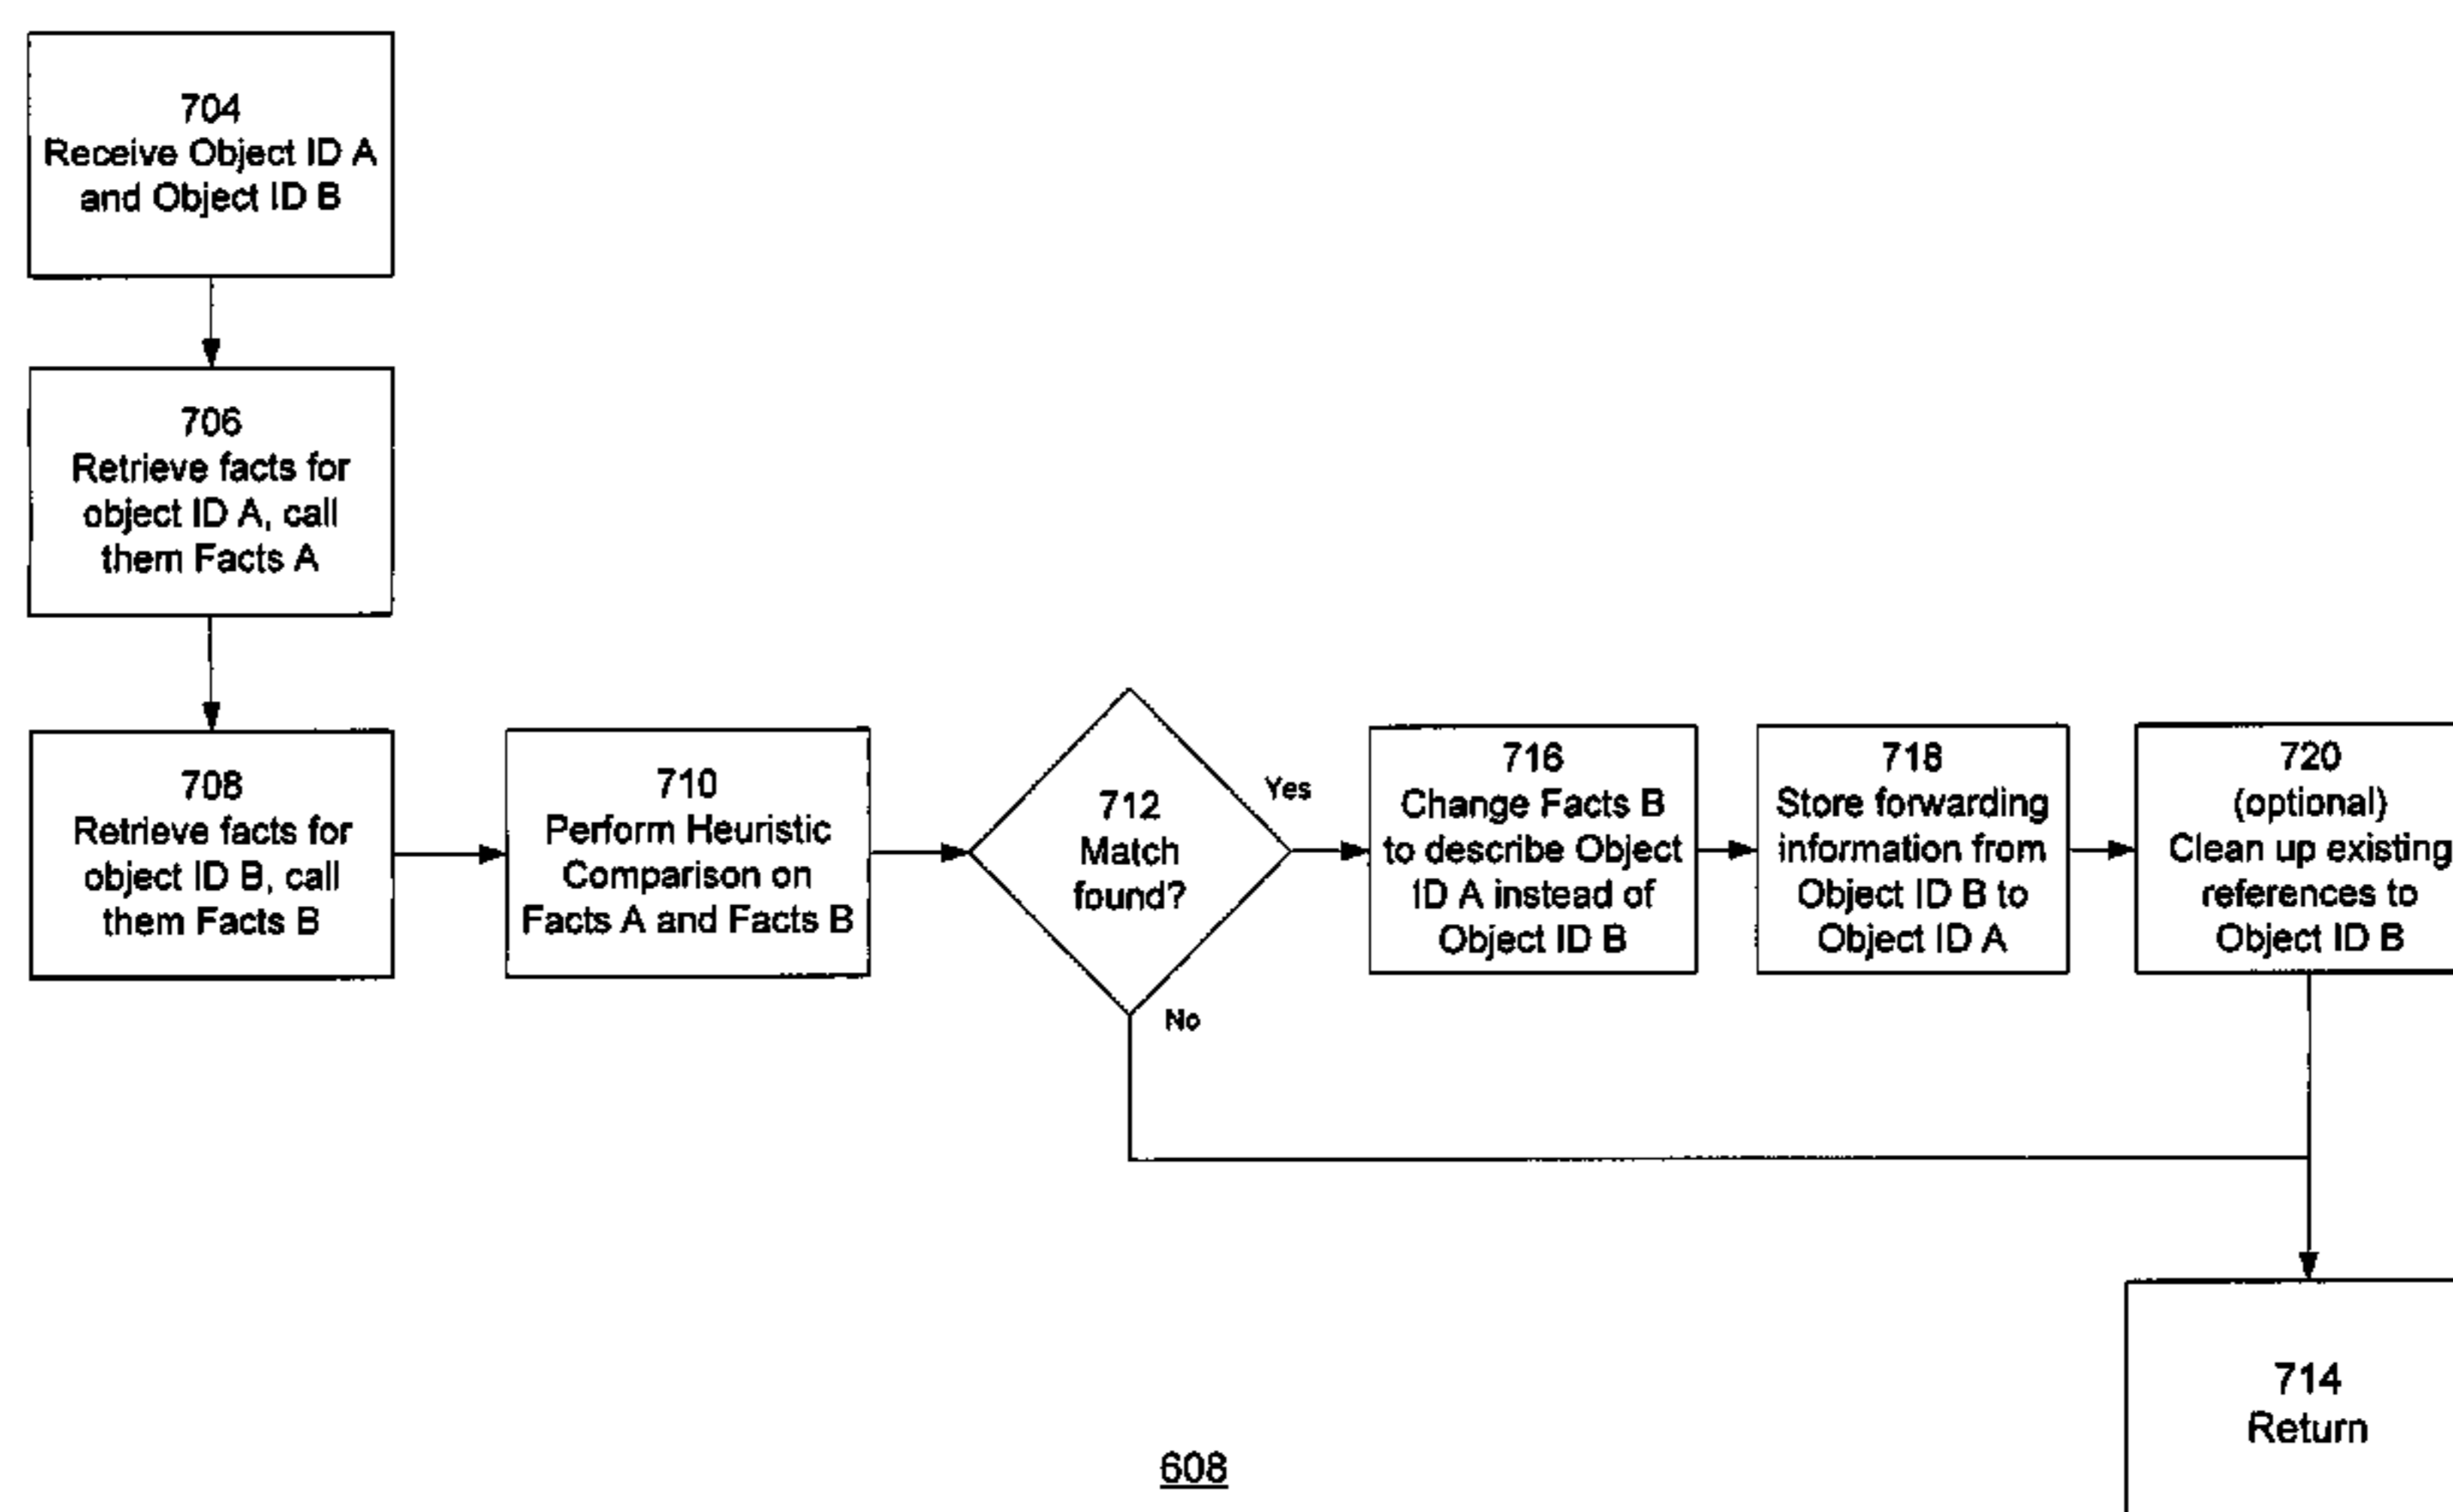 704
Receive Object ID A
and Object ID B
706
Retrieve facts for
object ID A, call
them Facts A
708
Retrieve facts for
object ID B, call
them Facts B
710
Perform Heuristic
Comparison on
Facts A and Facts B
712
Match
found?
Yes
No
716
Change Facts B
to describe Object
ID A instead of
Object ID B
718
Store forwarding
information from
Object ID B to
Object ID A
720
(optional)
Clean up existing
references to
Object ID B
714
Return
608